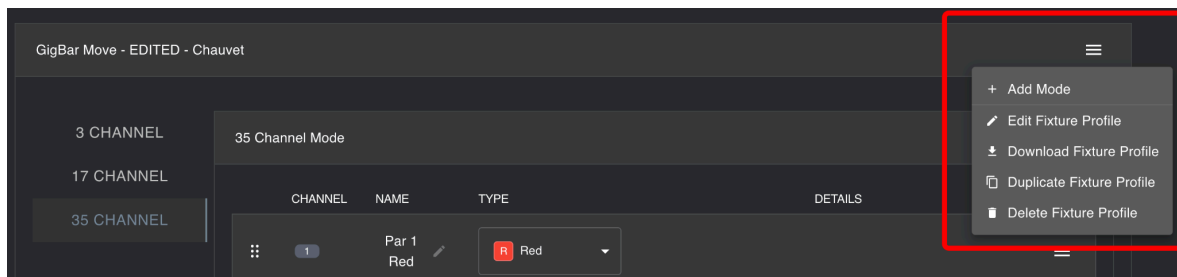 GigBar Move - EDITED - Chauvet
Add Mode
Edit Fixture Profile
Download Fixture Profile
Duplicate Fixture Profile
Delete Fixture Profile
3 CHANNEL
17 CHANNEL
35 CHANNEL
35 Channel Mode
CHANNEL NAME TYPE DETAILS
1 Par 1 Red R Red